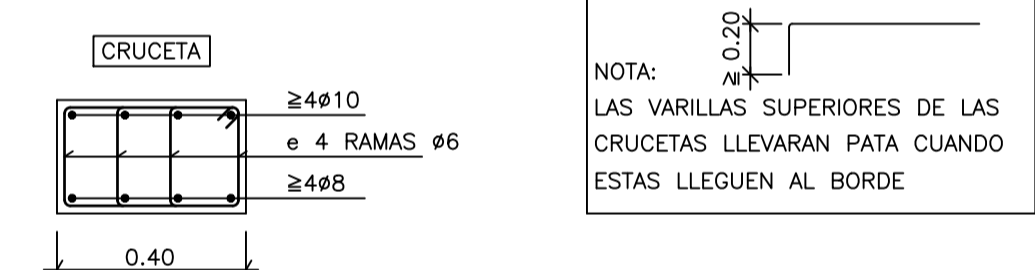 CRUCETA
≥4ø10
e 4 RAMAS ø6
≥4ø8
0.40
≥ 0.20
NOTA:
LAS VARILLAS SUPERIORES DE LAS
CRUCETAS LLEVARAN PATA CUANDO
ESTAS LLEGUEN AL BORDE